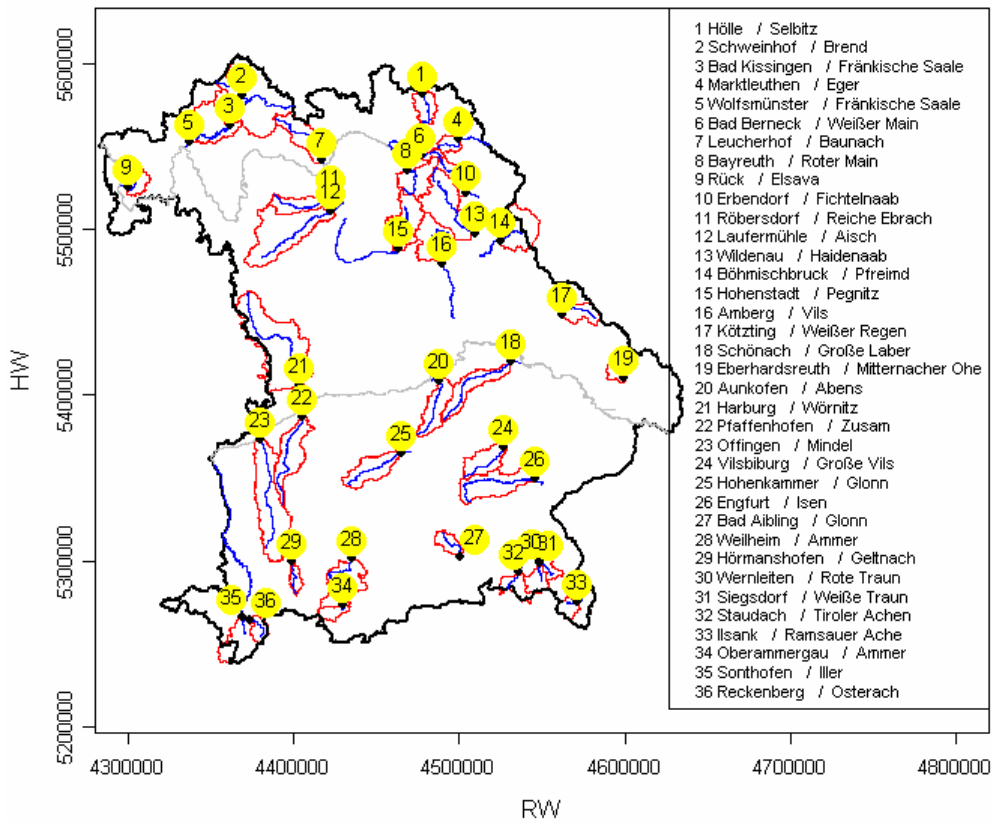 1 Hölle / Selbitz
2 Schweinhof / Brend
3 Bad Kissingen / Fränkische Saale
4 Marktleuthen / Eger
5 Wolfsmünster / Fränkische Saale
6 Bad Berneck / Weißer Main
7 Leucherhof / Baunach
8 Bayreuth / Roter Main
9 Rück / Elsava
10 Erbendorf / Fichtelnaab
11 Röbersdorf / Reiche Ebrach
12 Laufermühle / Aisch
13 Wildenau / Haidenaab
14 Böhmischbruck / Pfreimd
15 Hohenstadt / Pegnitz
16 Amberg / Vils
17 Kötzting / Weißer Regen
18 Schönach / Große Laber
19 Eberhardsreuth / Mitternacher Ohe
20 Aunkofen / Abens
21 Harburg / Wörnitz
22 Pfaffenhofen / Zusam
23 Offingen / Mindel
24 Vilsbiburg / Große Vils
25 Hohenkammer / Glonn
26 Engfurt / Isen
27 Bad Aibling / Glonn
28 Weilheim / Ammer
29 Hörmanshofen / Geltnach
30 Wernleiten / Rote Traun
31 Siegsdorf / Weiße Traun
32 Staudach / Tiroler Achen
33 Ilsank / Ramsauer Ache
34 Oberammergau / Ammer
35 Sonthofen / Iller
36 Reckenberg / Osterach
1
2
3
4
5
6
7
8
9
10
11
12
13
14
15
16
17
18
19
20
21
22
23
24
25
26
27
28
29
30
31
32
33
34
35
36
HW
5600000
5500000
5400000
5300000
5200000
4300000 4400000 4500000 4600000 4700000 4800000
RW